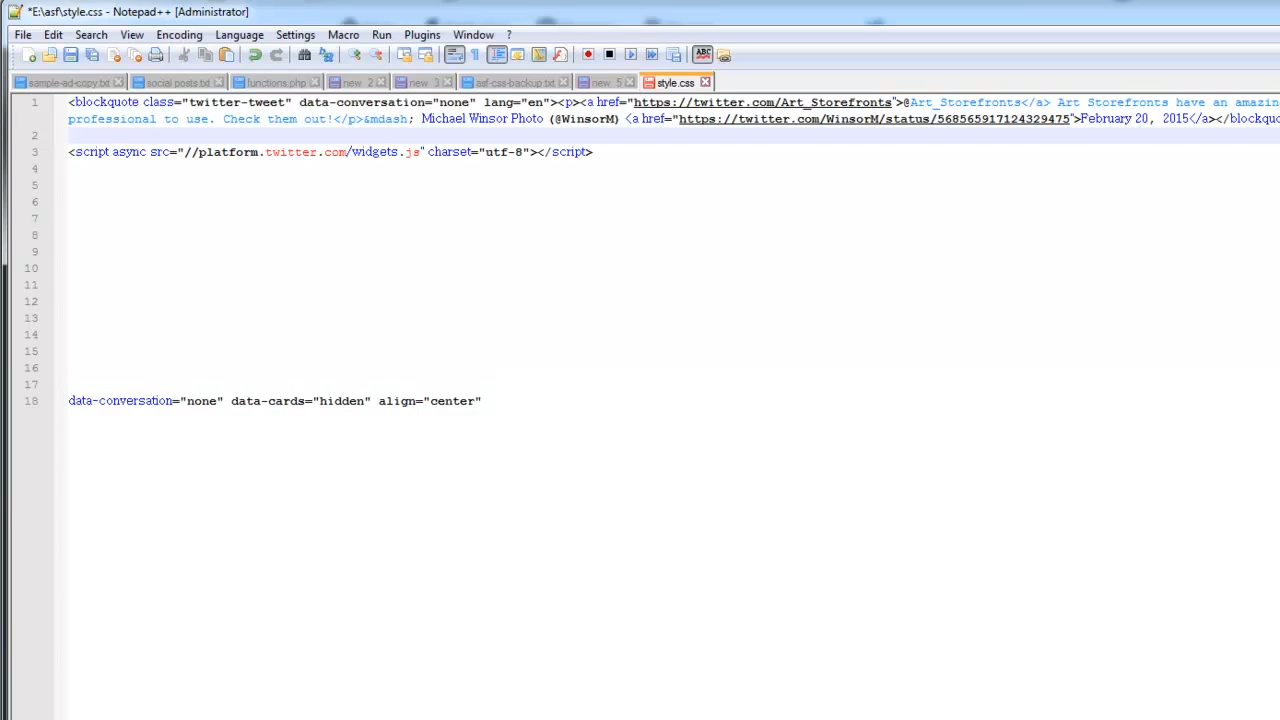 *E:\asf\style.css - Notepad++ [Administrator]
File Edit Search View Encoding Language Settings Macro Run Plugins Window ?
ABC
sample-ad-copy.txt social posts.txt functions.php new 2 new 3 asf-css-backup.txt new 5 style.css
1 <blockquote class="twitter-tweet" data-conversation="none" lang="en"><p><a href="https://twitter.com/Art_Storefronts">@Art_Storefronts</a> Art Storefronts have an amazin
professional to use. Check them out!</p>&mdash; Michael Winsor Photo (@WinsorM) <a href="https://twitter.com/WinsorM/status/568565917124329475">February 20, 2015</a></blockquo
2
3 <script async src="//platform.twitter.com/widgets.js" charset="utf-8"></script>
4
5
6
7
8
9
10
11
12
13
14
15
16
17
18 data-conversation="none" data-cards="hidden" align="center"